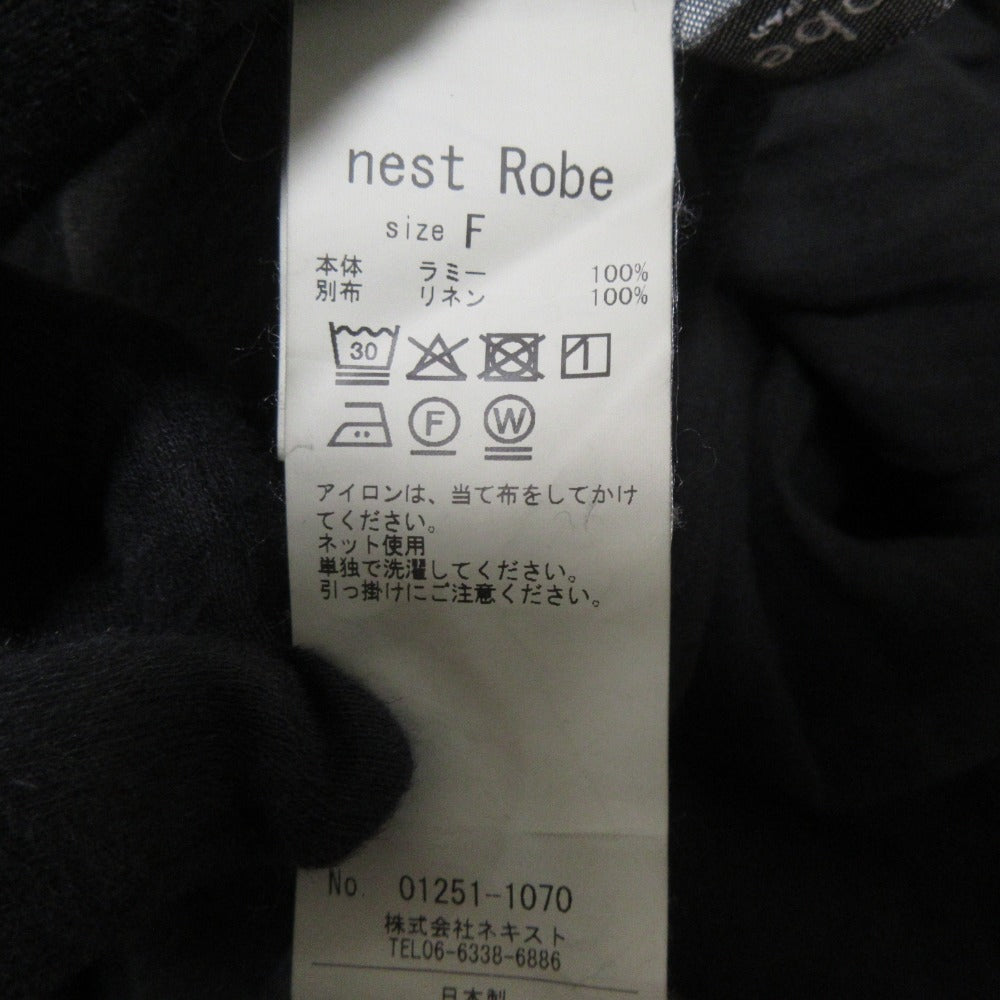 obe
nest Robe
size F
本体 ラミー 100%
別布 リネン 100%
30
1
F W
アイロンは、当て布をしてかけ
てください。
ネット使用
単独で洗濯してください。
引っ掛けにご注意ください。
No. 01251-1070
株式会社ネキスト
TEL06-6338-6886
日本製